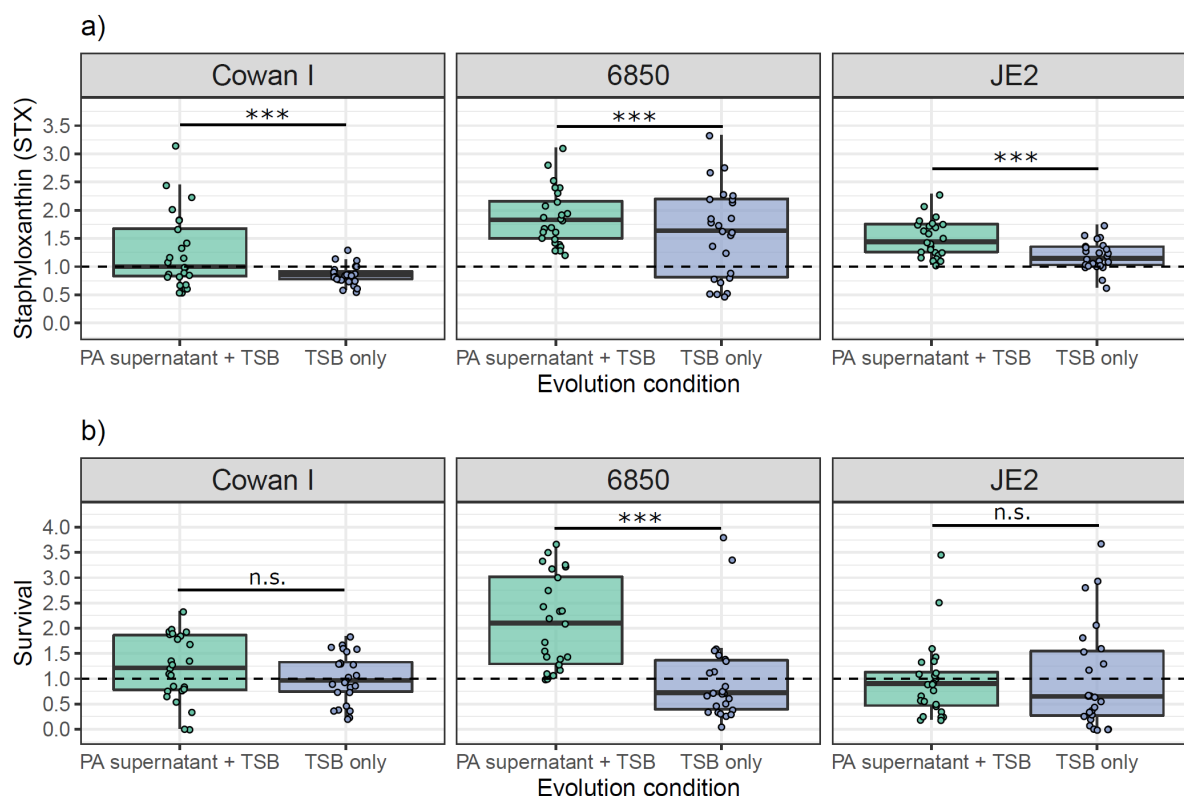 a)
Cowan I 6850 JE2
Staphyloxanthin (STX)
3.5
3.0
2.5
2.0
1.5
1.0
0.5
0.0
*** *** ***
PA supernatant + TSB TSB only PA supernatant + TSB TSB only PA supernatant + TSB TSB only
Evolution condition
b)
Cowan I 6850 JE2
Survival
4.0
3.5
3.0
2.5
2.0
1.5
1.0
0.5
0.0
n.s. *** n.s.
PA supernatant + TSB TSB only PA supernatant + TSB TSB only PA supernatant + TSB TSB only
Evolution condition